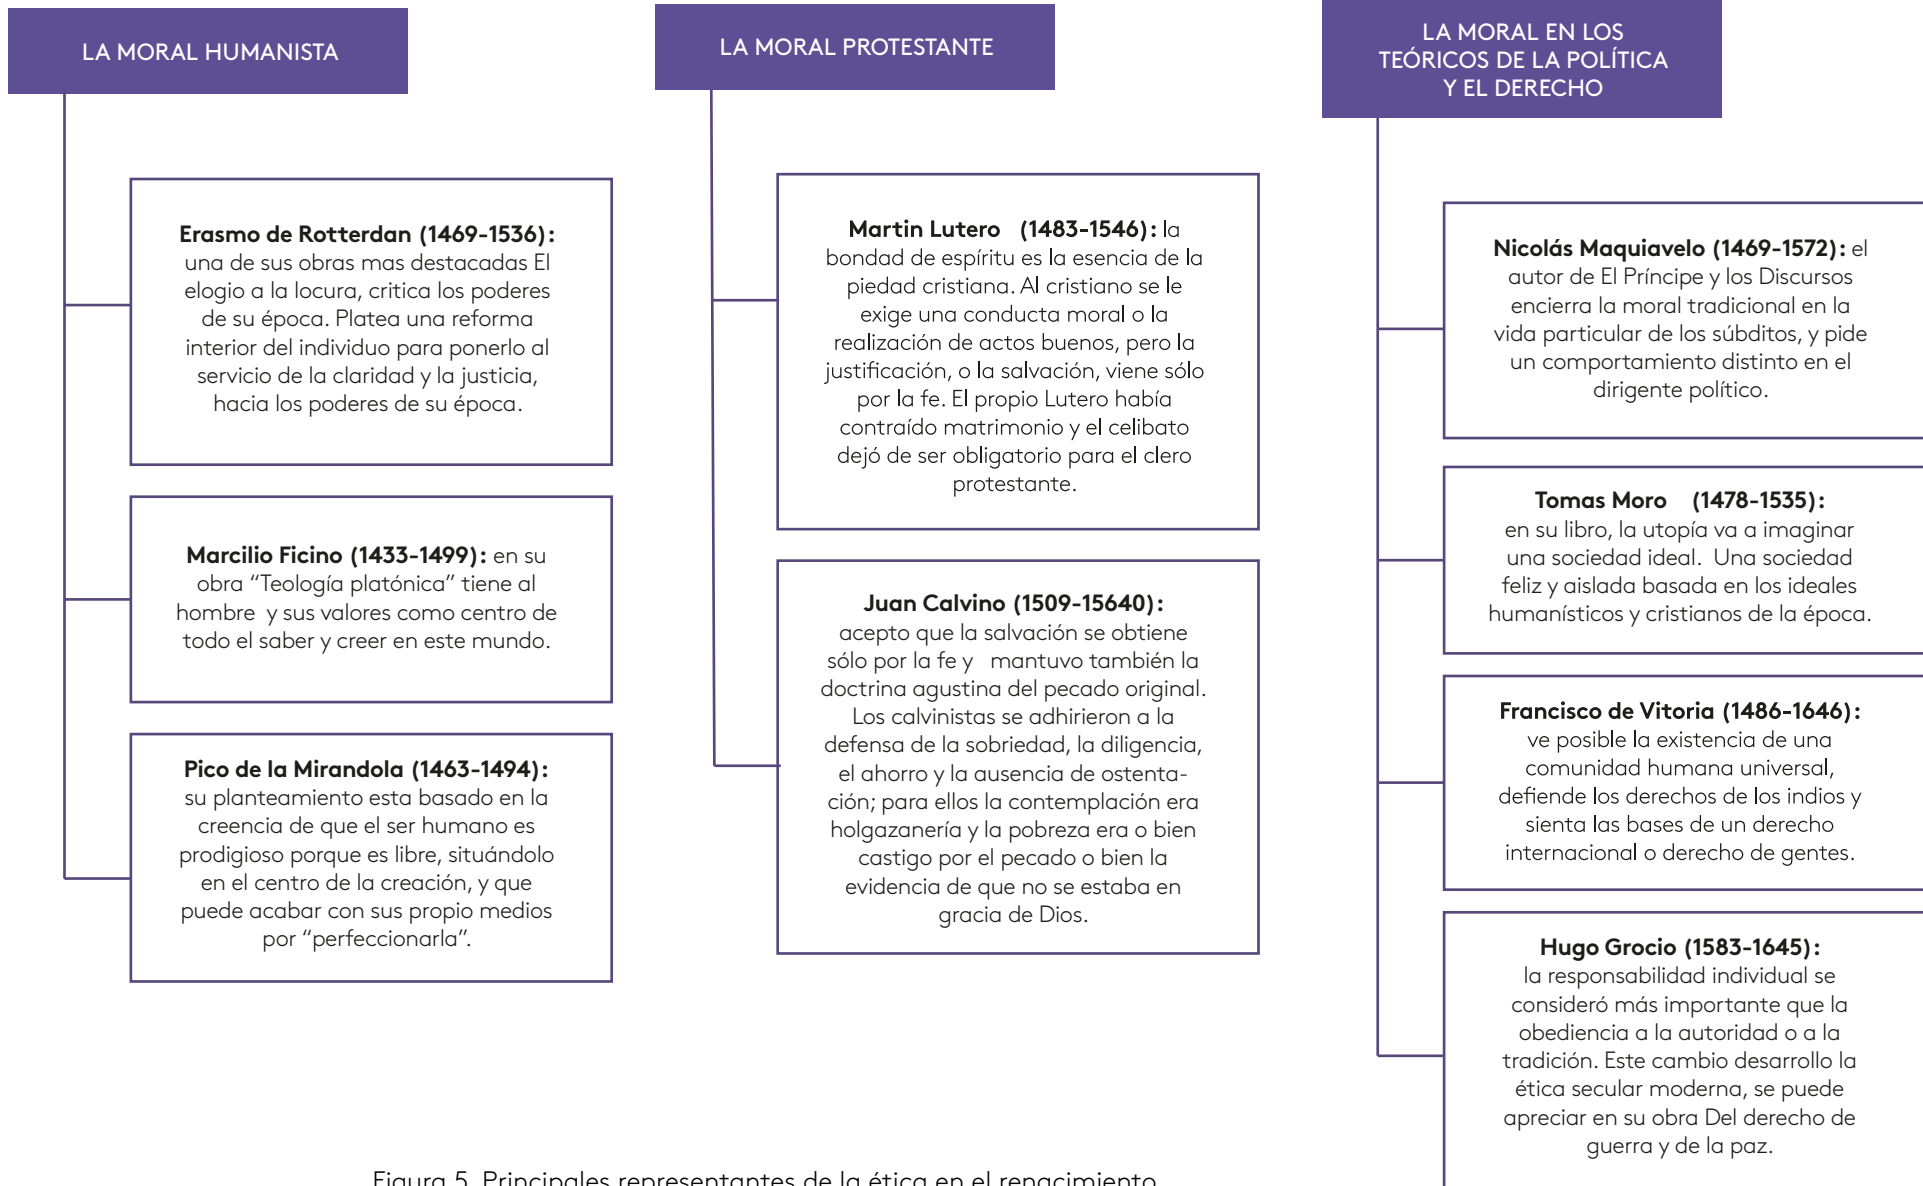 LA MORAL HUMANISTA
Erasmo de Rotterdan (1469-1536):
una de sus obras mas destacadas El
elogio a la locura, critica los poderes
de su época. Platea una reforma
interior del individuo para ponerlo al
servicio de la claridad y la justicia,
hacia los poderes de su época.
Marcilio Ficino (1433-1499): en su
obra “Teología platónica” tiene al
hombre y sus valores como centro de
todo el saber y creer en este mundo.
Pico de la Mirandola (1463-1494):
su planteamiento esta basado en la
creencia de que el ser humano es
prodigioso porque es libre, situándolo
en el centro de la creación, y que
puede acabar con sus propio medios
por “perfeccionarla”.
LA MORAL PROTESTANTE
Martin Lutero (1483-1546): la
bondad de espíritu es la esencia de la
piedad cristiana. Al cristiano se le
exige una conducta moral o la
realización de actos buenos, pero la
justificación, o la salvación, viene sólo
por la fe. El propio Lutero había
contraído matrimonio y el celibato
dejó de ser obligatorio para el clero
protestante.
Juan Calvino (1509-15640):
acepto que la salvación se obtiene
sólo por la fe y mantuvo también la
doctrina agustina del pecado original.
Los calvinistas se adhirieron a la
defensa de la sobriedad, la diligencia,
el ahorro y la ausencia de ostenta-
ción; para ellos la contemplación era
holgazanería y la pobreza era o bien
castigo por el pecado o bien la
evidencia de que no se estaba en
gracia de Dios.
LA MORAL EN LOS
TEÓRICOS DE LA POLÍTICA
Y EL DERECHO
Nicolás Maquiavelo (1469-1572): el
autor de El Príncipe y los Discursos
encierra la moral tradicional en la
vida particular de los súbditos, y pide
un comportamiento distinto en el
dirigente político.
Tomas Moro (1478-1535):
en su libro, la utopía va a imaginar
una sociedad ideal. Una sociedad
feliz y aislada basada en los ideales
humanísticos y cristianos de la época.
Francisco de Vitoria (1486-1646):
ve posible la existencia de una
comunidad humana universal,
defiende los derechos de los indios y
sienta las bases de un derecho
internacional o derecho de gentes.
Hugo Grocio (1583-1645):
la responsabilidad individual se
consideró más importante que la
obediencia a la autoridad o a la
tradición. Este cambio desarrollo la
ética secular moderna, se puede
apreciar en su obra Del derecho de
guerra y de la paz.
Figura 5. Principales representantes de la ética en el renacimiento